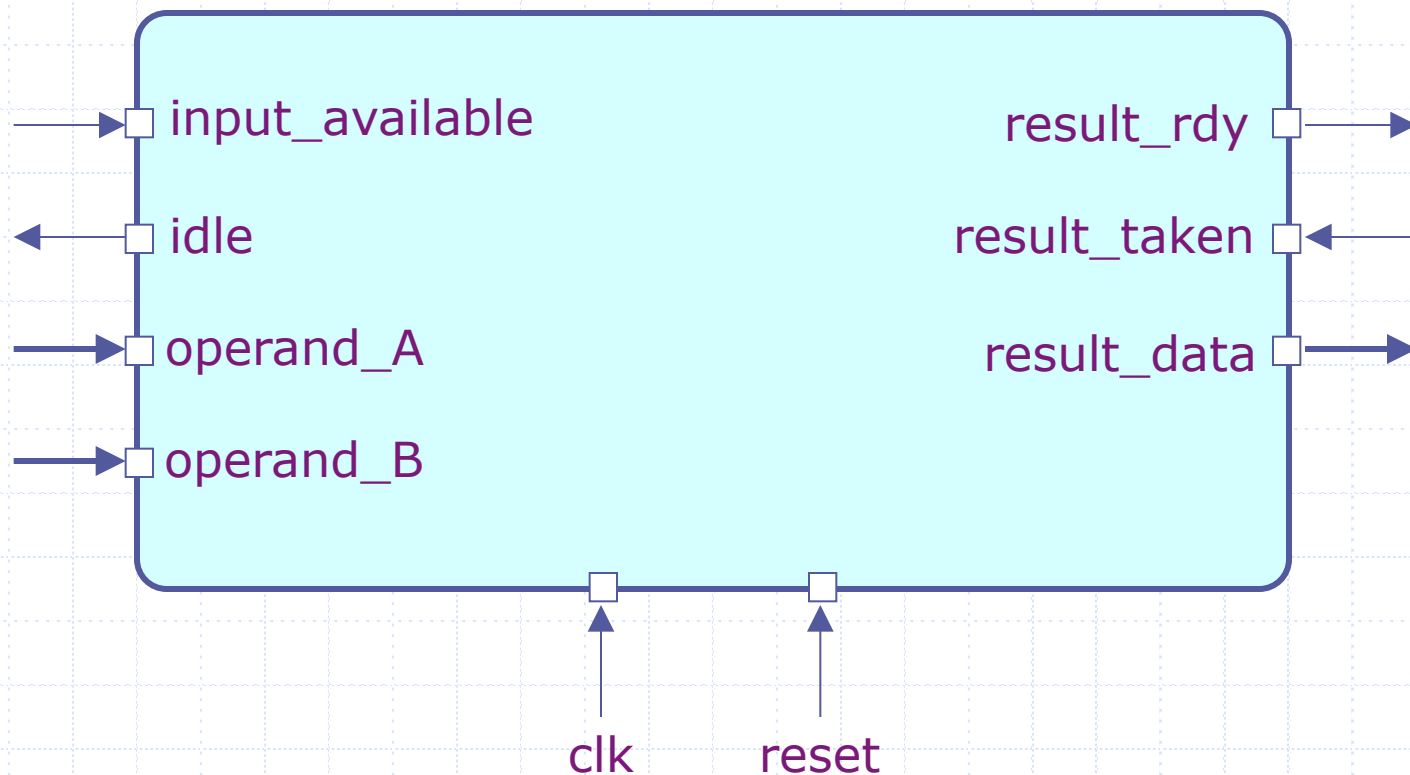 input_available
result_rdy
idle
result_taken
operand_A
result_data
operand_B
clk
reset